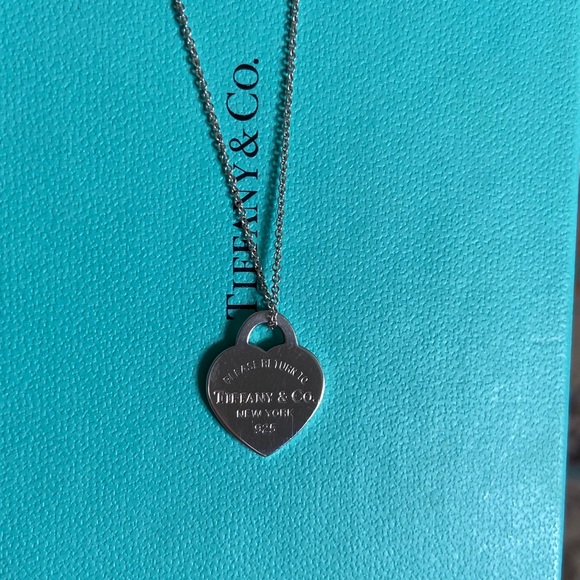 TIFFANY & CO.
PLEASE RETURN TO
TIFFANY & CO.
NEW YORK
925